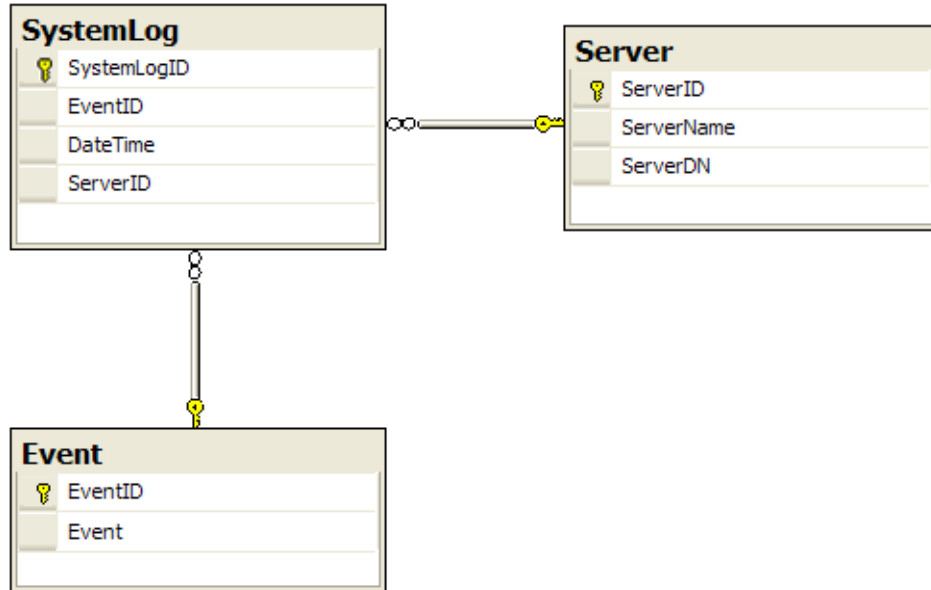 SystemLog
SystemLogID
EventID
DateTime
ServerID
Server
ServerID
ServerName
ServerDN
Event
EventID
Event